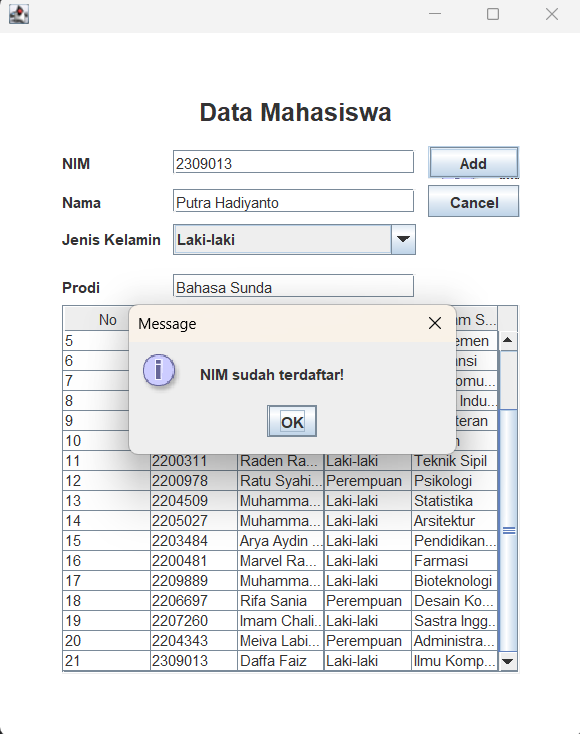 Data Mahasiswa
NIM 2309013 Add
Nama Putra Hadiyanto Cancel
Jenis Kelamin Laki-laki
Prodi Bahasa Sunda
No m S...
Message
NIM sudah terdaftar!
OK
5 emen
6 nsi
7 omu...
8 Indu...
9 teran
10
11 2200311 Raden Ra... Laki-laki Teknik Sipil
12 2200978 Ratu Syahi... Perempuan Psikologi
13 2204509 Muhamma... Laki-laki Statistika
14 2205027 Muhamma... Laki-laki Arsitektur
15 2203484 Arya Aydin ... Laki-laki Pendidikan...
16 2200481 Marvel Ra... Laki-laki Farmasi
17 2209889 Muhamma... Laki-laki Bioteknologi
18 2206697 Rifa Sania Perempuan Desain Ko...
19 2207260 Imam Chali... Laki-laki Sastra Ingg...
20 2204343 Meiva Labi... Perempuan Administra...
21 2309013 Daffa Faiz Laki-laki Ilmu Komp...